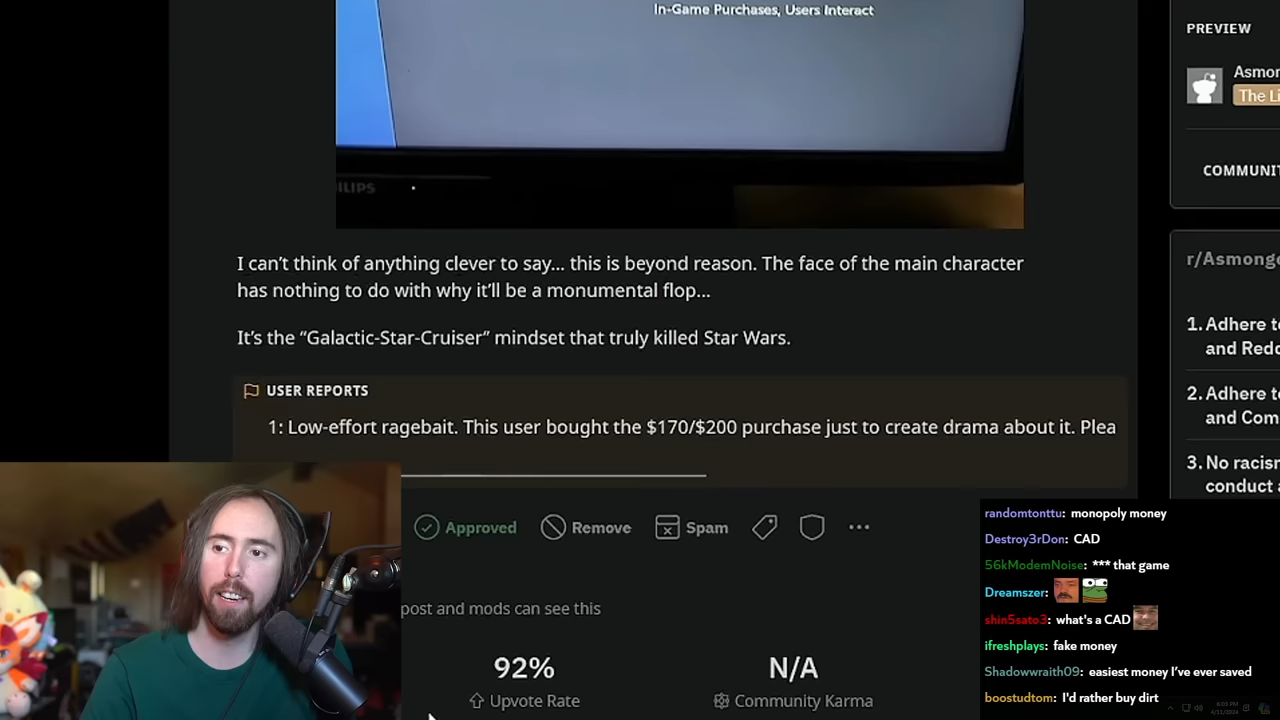 In-Game Purchases, Users Interact
PREVIEW
Asmon
The Li
COMMUNIT
I can't think of anything clever to say... this is beyond reason. The face of the main character
has nothing to do with why it'll be a monumental flop...
It's the "Galactic-Star-Cruiser" mindset that truly killed Star Wars.
USER REPORTS
1: Low-effort ragebait. This user bought the $170/$200 purchase just to create drama about it. Plea
Approved
Remove
Spam
post and mods can see this
92%
Upvote Rate
N/A
Community Karma
r/Asmong
1. Adhere to
and Redd
2. Adhere to
and Com
3. No racism
conduct a
randomtonttu: monopoly money
Destroy3rDon: CAD
56kModemNoise: *** that game
Dreamszer:
shin5sato3: what's a CAD
ifreshplays: fake money
Shadowwraith09: easiest money I've ever saved
boostudtom: I'd rather buy dirt